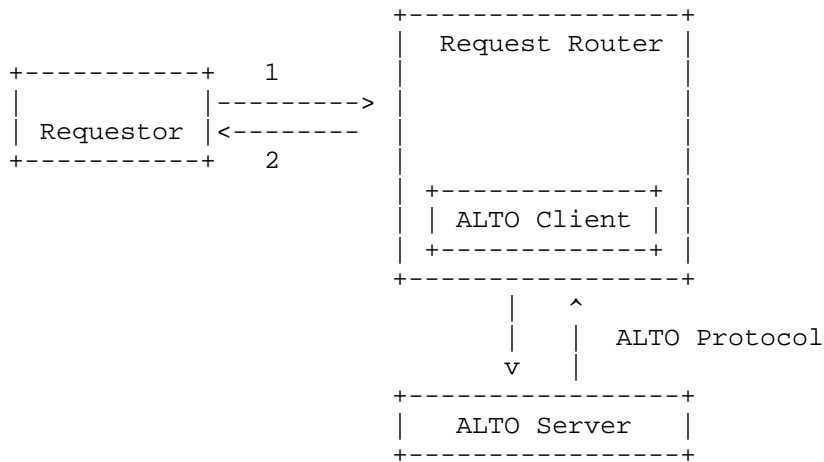 Request Router
1
Requestor
2
ALTO Client
ALTO Protocol
v
ALTO Server